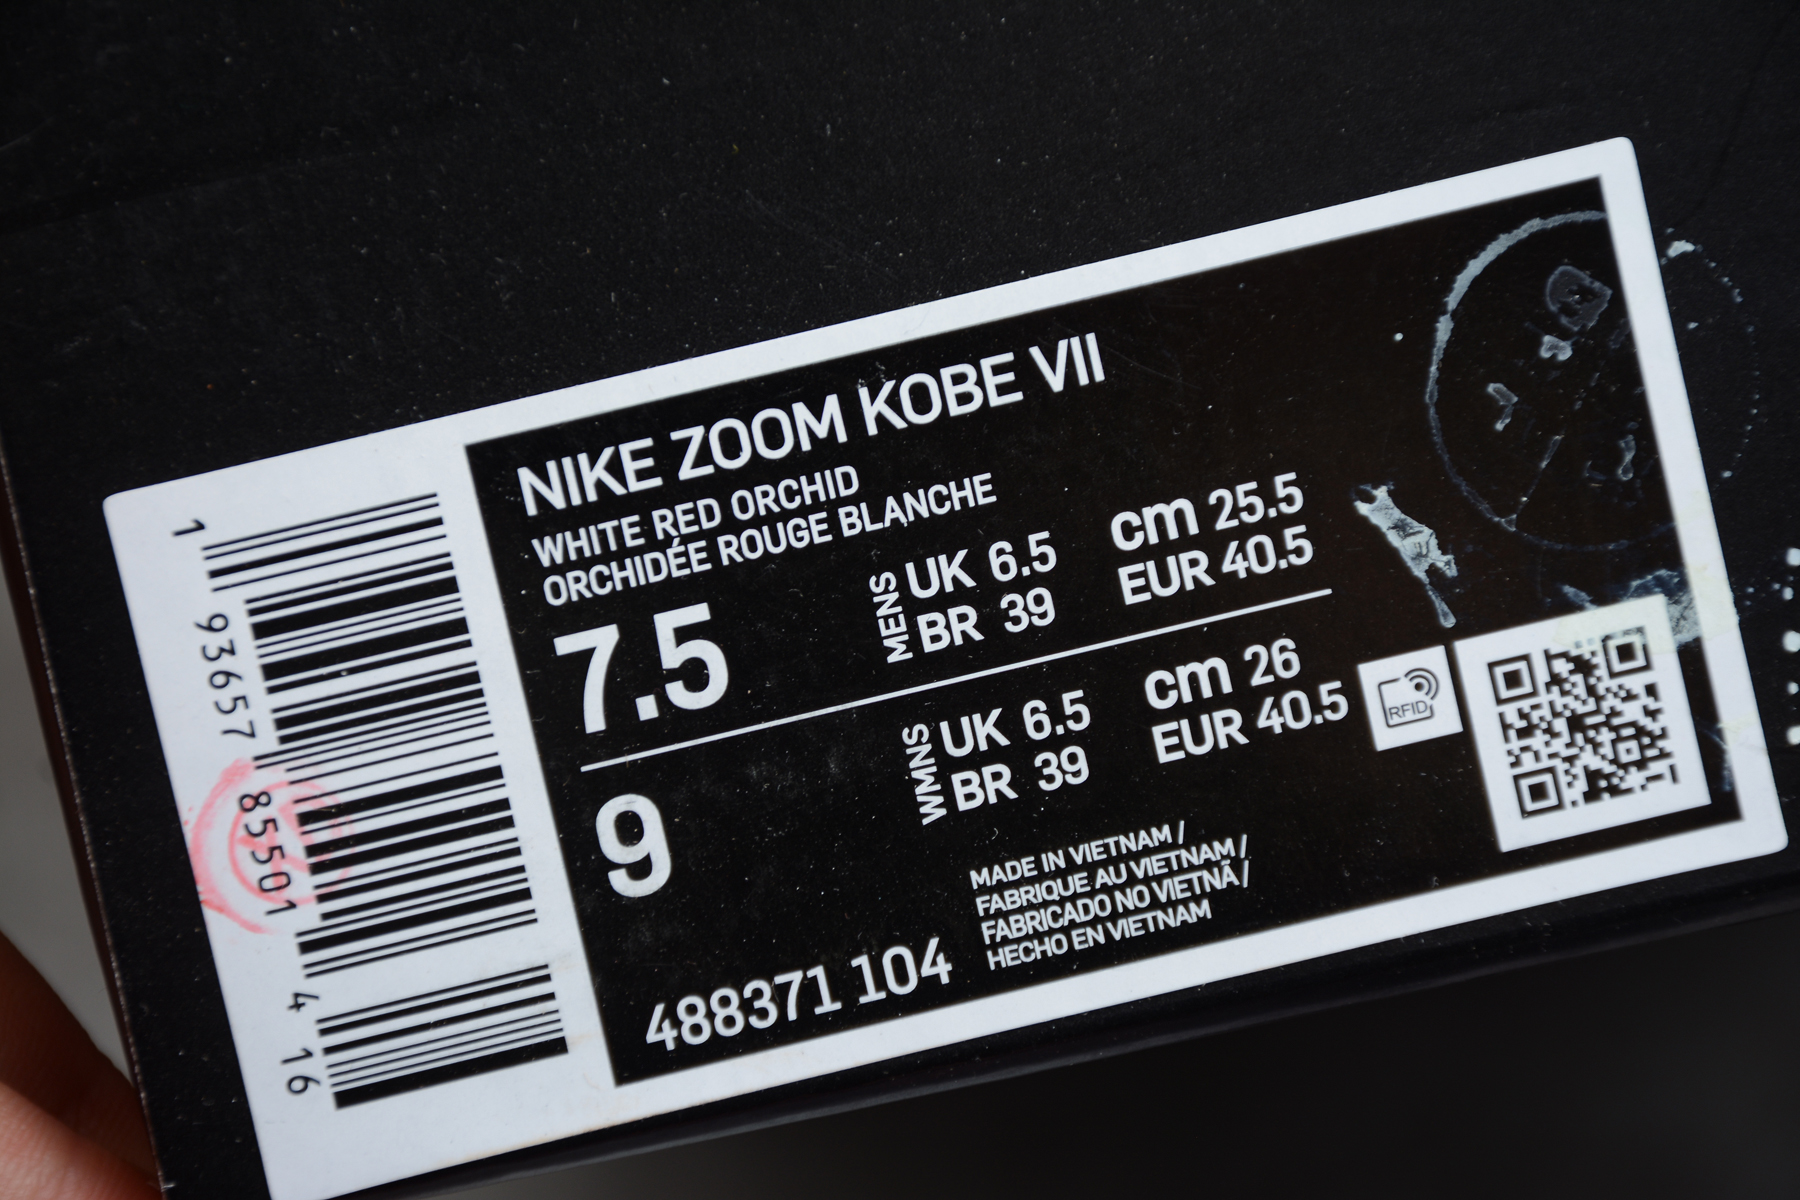 NIKE ZOOM KOBE VII
WHITE RED ORCHID
ORCHIDÉE ROUGE BLANCHE
7.5
MENS
UK 6.5
BR 39
cm 25.5
EUR 40.5
9
WMNS
UK 6.5
BR 39
cm 26
EUR 40.5
RFID
MADE IN VIETNAM /
FABRIQUE AU VIETNAM /
FABRICADO NO VIETNÃ /
HECHO EN VIETNAM
488371 104
1 93657 85501 4 16